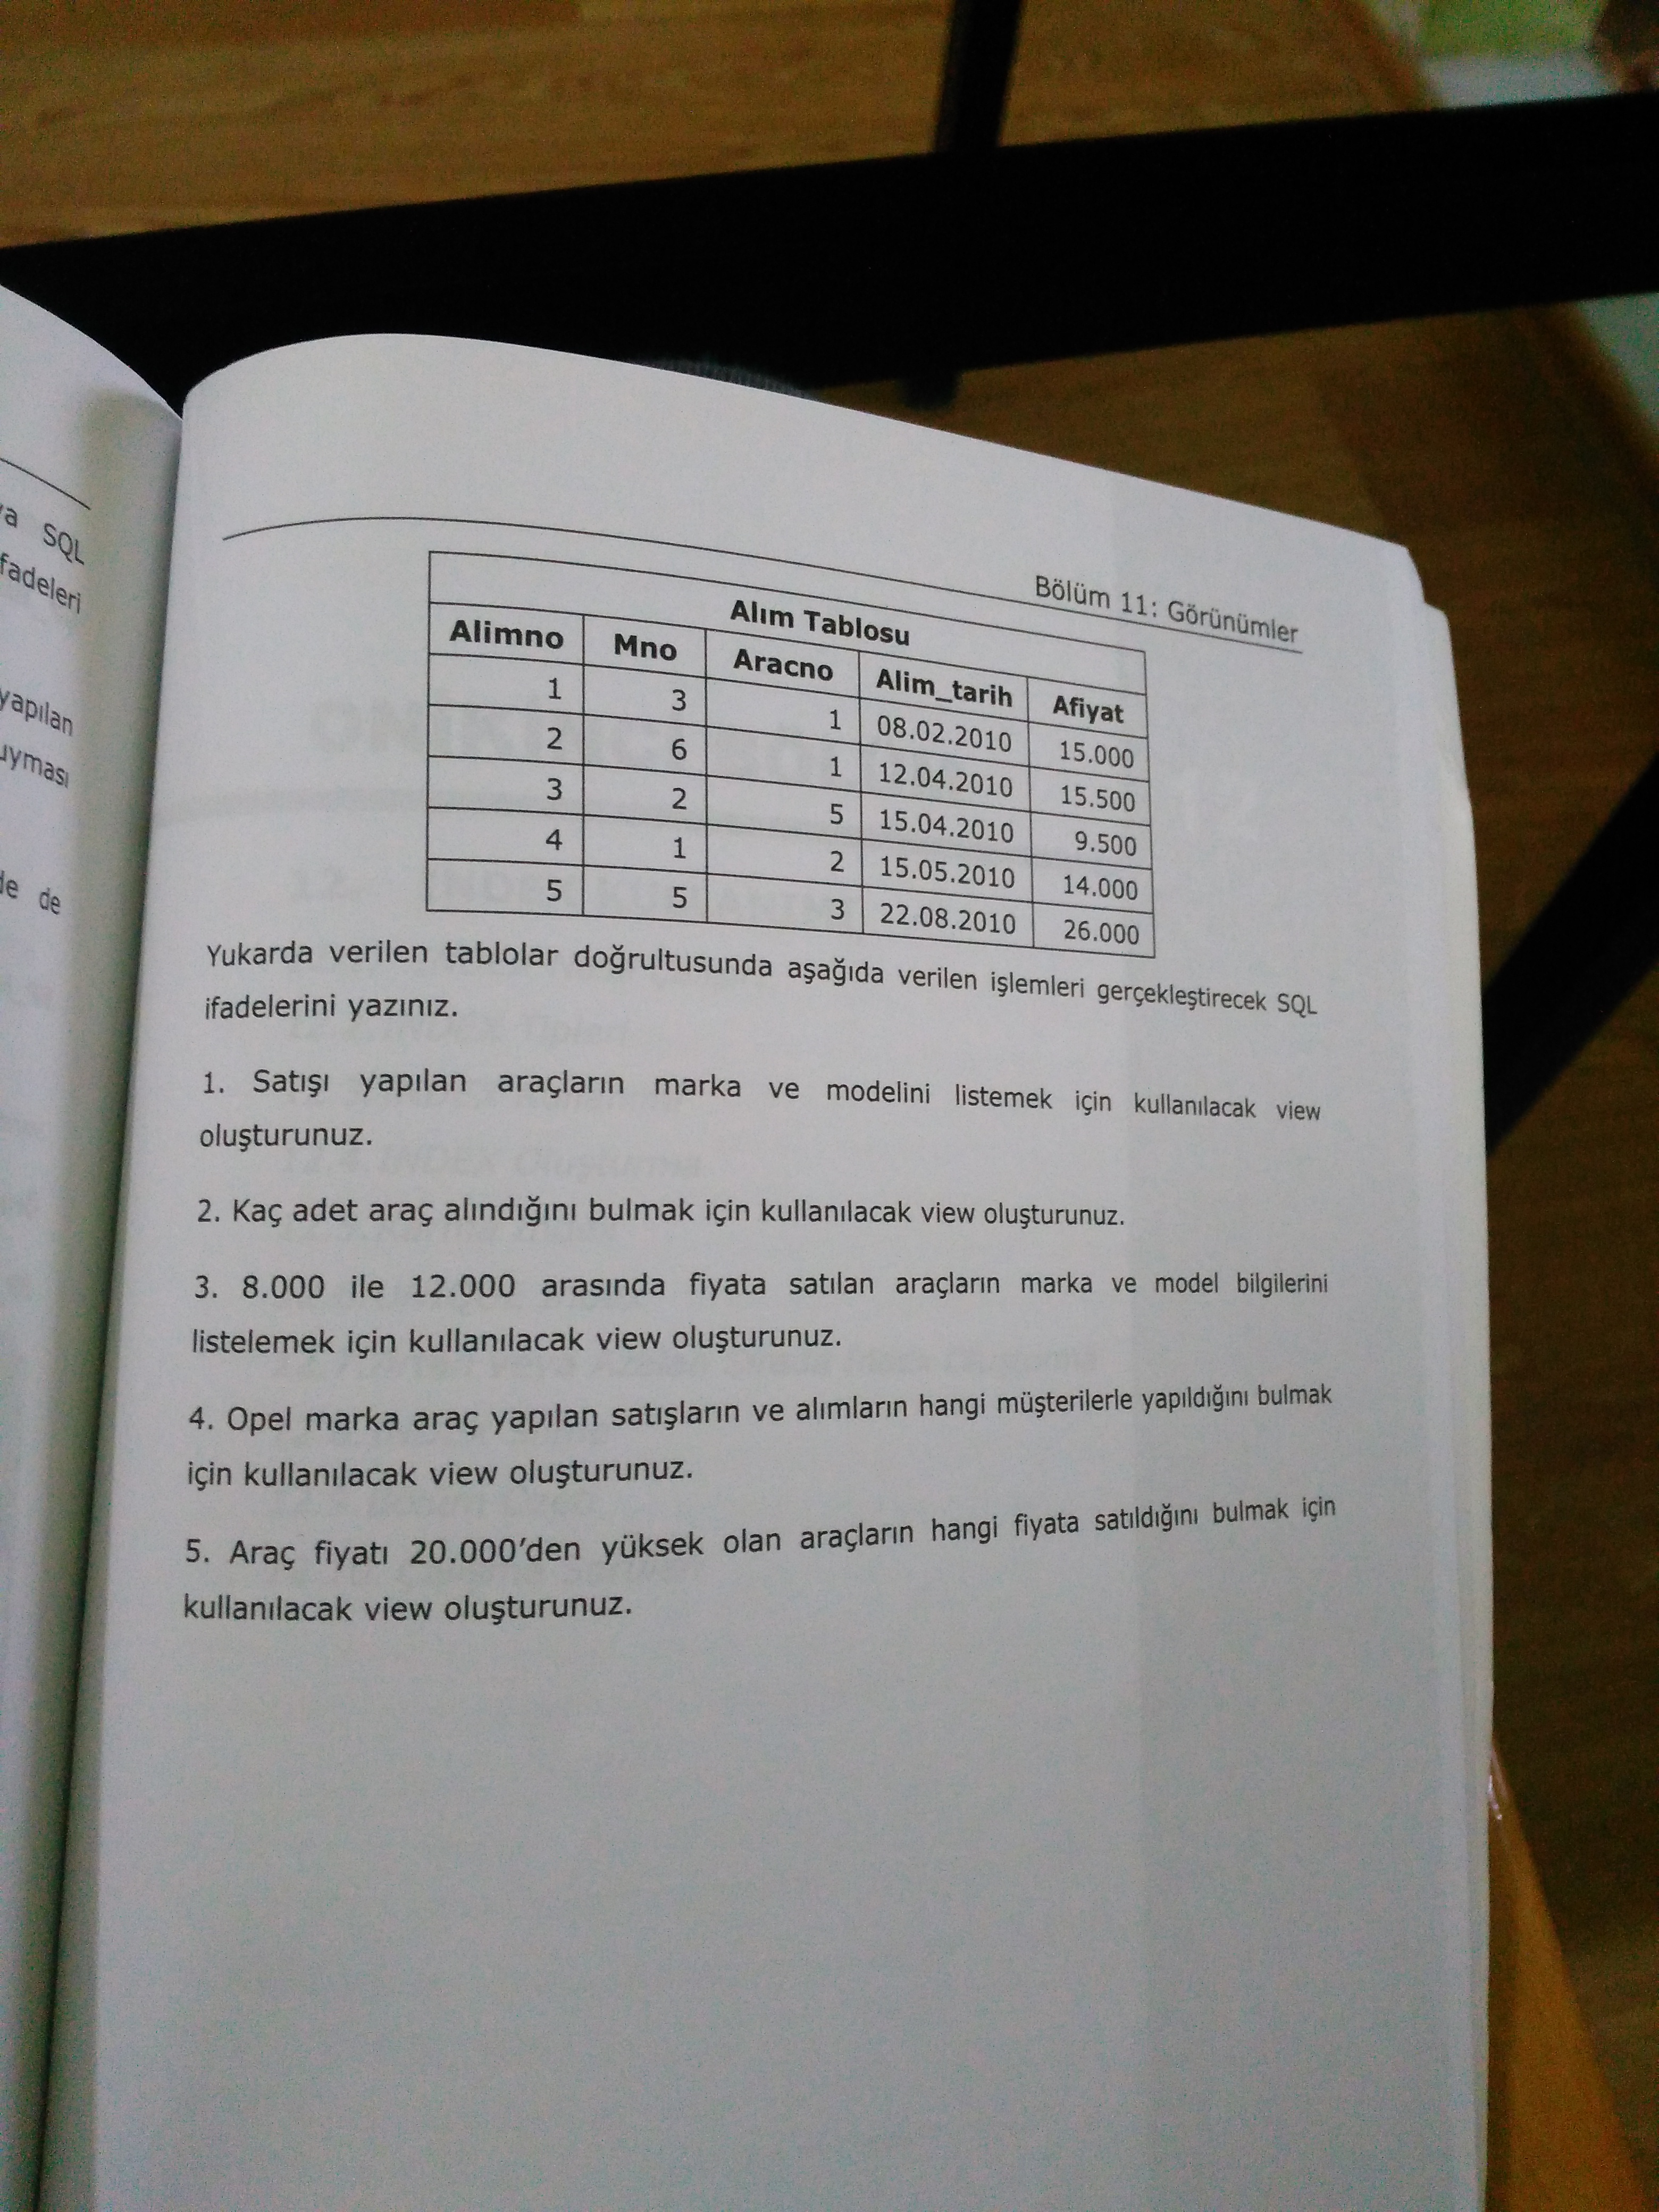 va SQL
fadeleri
yapılan
uyması
de
Bölüm 11: Görünümler
Alım Tablosu
Alimno Mno Aracno Alim_tarih Afiyat
1 3 1 08.02.2010 15.000
2 6 1 12.04.2010 15.500
3 2 5 15.04.2010 9.500
4 1 2 15.05.2010 14.000
5 5 3 22.08.2010 26.000
Yukarda verilen tablolar doğrultusunda aşağıda verilen işlemleri gerçekleştirecek SQL
ifadelerini yazınız.
1. Satışı yapılan araçların marka ve modelini listemek için kullanılacak view
oluşturunuz.
2. Kaç adet araç alındığını bulmak için kullanılacak view oluşturunuz.
3. 8.000 ile 12.000 arasında fiyata satılan araçların marka ve model bilgilerini
listelemek için kullanılacak view oluşturunuz.
4. Opel marka araç yapılan satışların ve alımların hangi müşterilerle yapıldığını bulmak
için kullanılacak view oluşturunuz.
5. Araç fiyatı 20.000’den yüksek olan araçların hangi fiyata satıldığını bulmak için
kullanılacak view oluşturunuz.